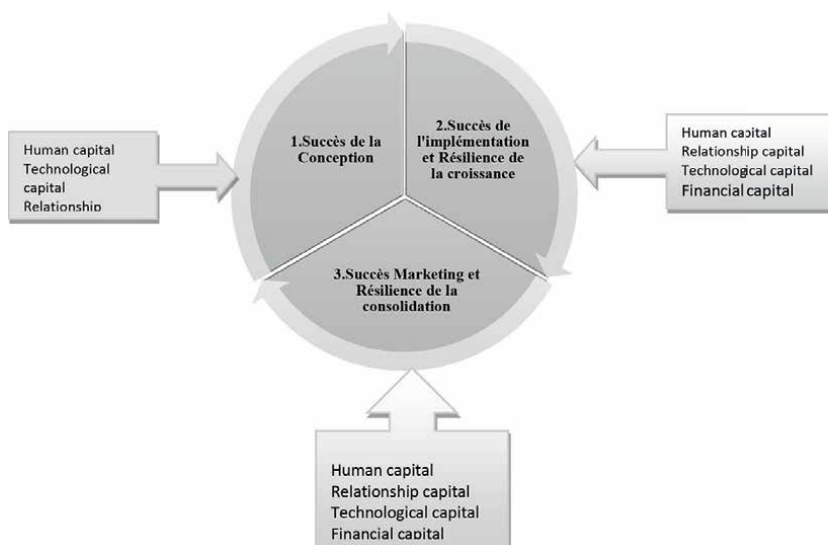 1.Succès de la
Conception
2.Succès de
l'implémentation
et Résilience de
la croissance
3.Succès Marketing et
Résilience de la
consolidation
Human capital
Technological
capital
Relationship
Human capital
Relationship capital
Technological capital
Financial capital
Human capital
Relationship capital
Technological capital
Financial capital